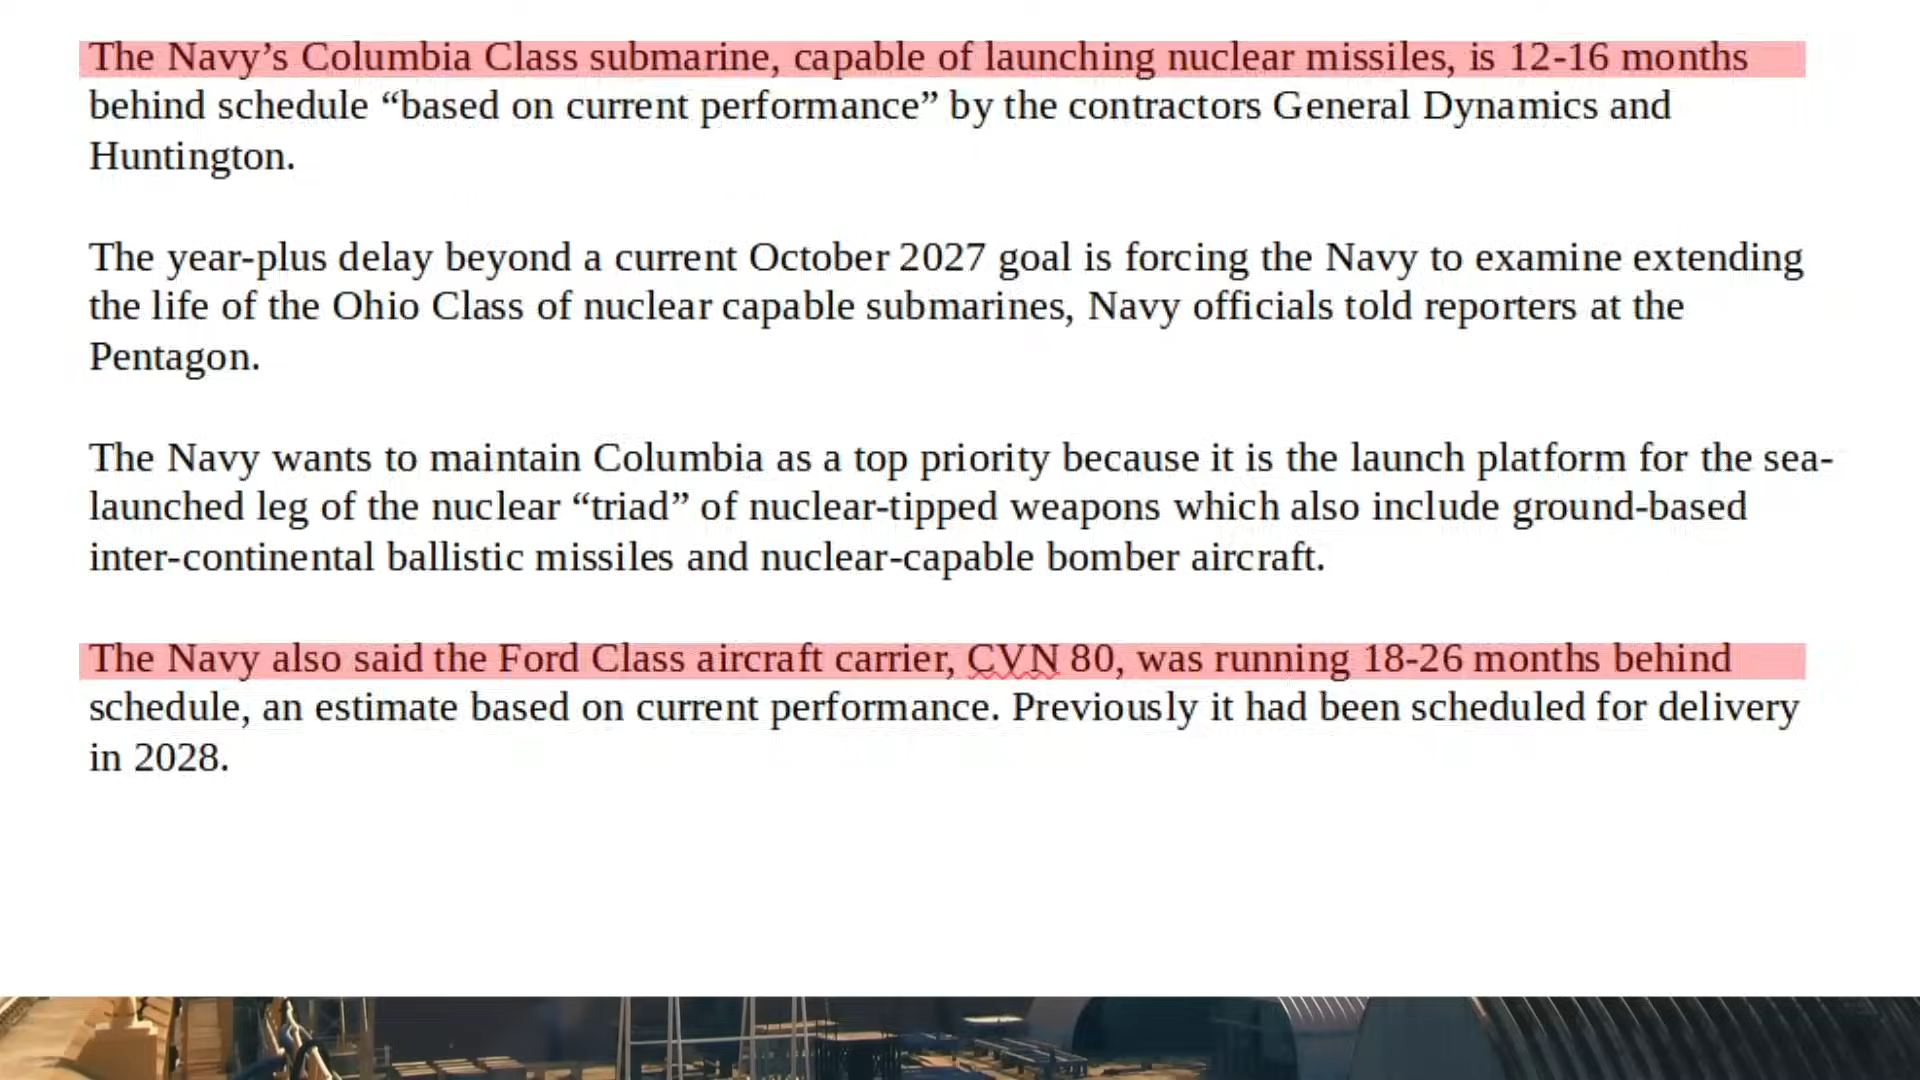 The Navy’s Columbia Class submarine, capable of launching nuclear missiles, is 12-16 months
behind schedule “based on current performance” by the contractors General Dynamics and
Huntington.
The year-plus delay beyond a current October 2027 goal is forcing the Navy to examine extending
the life of the Ohio Class of nuclear capable submarines, Navy officials told reporters at the
Pentagon.
The Navy wants to maintain Columbia as a top priority because it is the launch platform for the sea-
launched leg of the nuclear “triad” of nuclear-tipped weapons which also include ground-based
inter-continental ballistic missiles and nuclear-capable bomber aircraft.
The Navy also said the Ford Class aircraft carrier, CVN 80, was running 18-26 months behind
schedule, an estimate based on current performance. Previously it had been scheduled for delivery
in 2028.